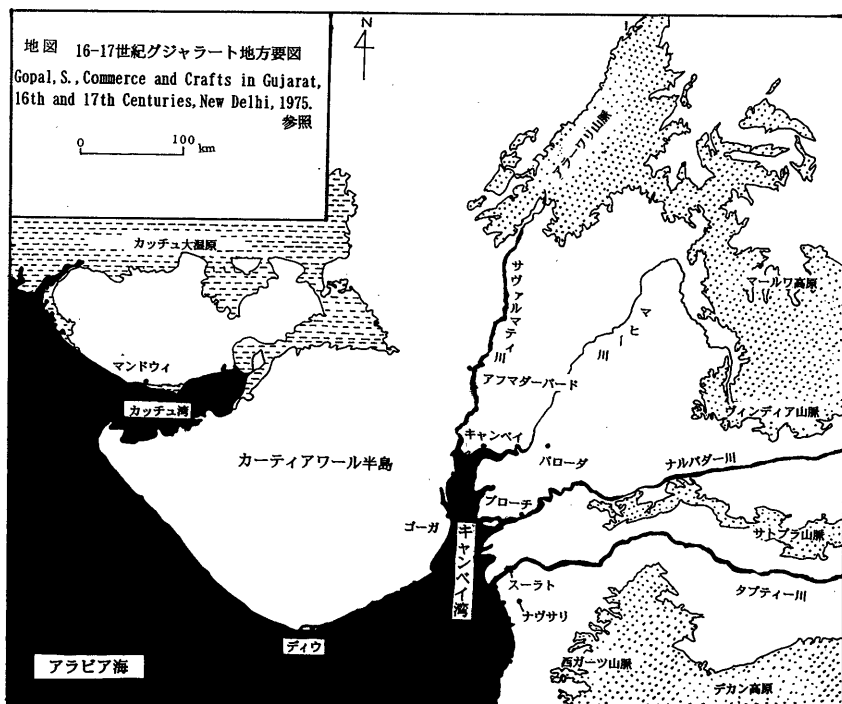 地図 16-17世紀グジャラート地方要図
Gopal, S., Commerce and Crafts in Gujarat,
16th and 17th Centuries, New Delhi, 1975.
参照
0 100 km
N
アラーワリ山脈
カッチュ大湿原
サヴァルマティ川
マヒー川
マールワ高原
マンドウィ
アフマダーバード
カッチュ湾
ヴィンディア山脈
キャンベイ
カーティアワール半島
バローダ
ナルバダー川
ブローチ
ゴーガ
サトプラ山脈
キャンベイ湾
スーラト
タプティー川
ナヴサリ
ディウ
アラビア海
西ガーツ山脈
デカン高原